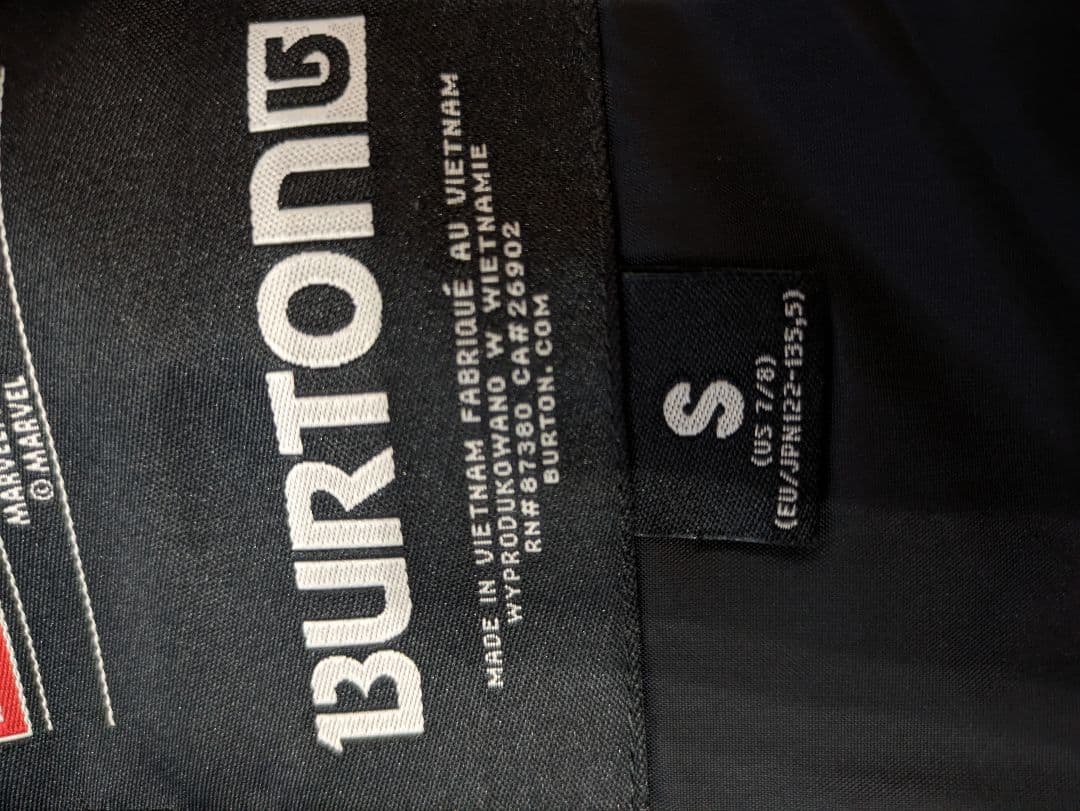 © MARVEL
BURTON
MADE IN VIETNAM FABRIQUÉ AU VIETNAM
WYPRODUKOWANO W WIETNAMIE
RN#87380 CA#26902
BURTON.COM
S
(US 7/8)
(EU/JPN122-135,5)